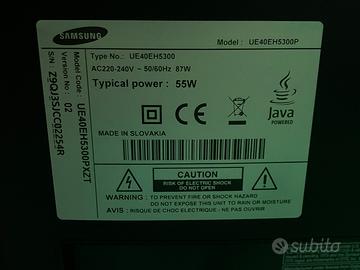 SAMSUNG
Model : UE40EH5300P
Type No.: UE40EH5300
AC220-240V ~ 50/60Hz 87W
Typical power : 55W
Java
POWERED
MADE IN SLOVAKIA
CAUTION
RISK OF ELECTRIC SHOCK
DO NOT OPEN
WARNING : TO PREVENT FIRE OR SHOCK HAZARD
DO NOT EXPOSE THIS UNIT TO RAIN OR MOISTURE
AVIS : RISQUE DE CHOC ELECTRIQUE - NE PAS OUVRIR
Model Code : UE40EH5300PXZT
Version No : 02
S/N :
subito